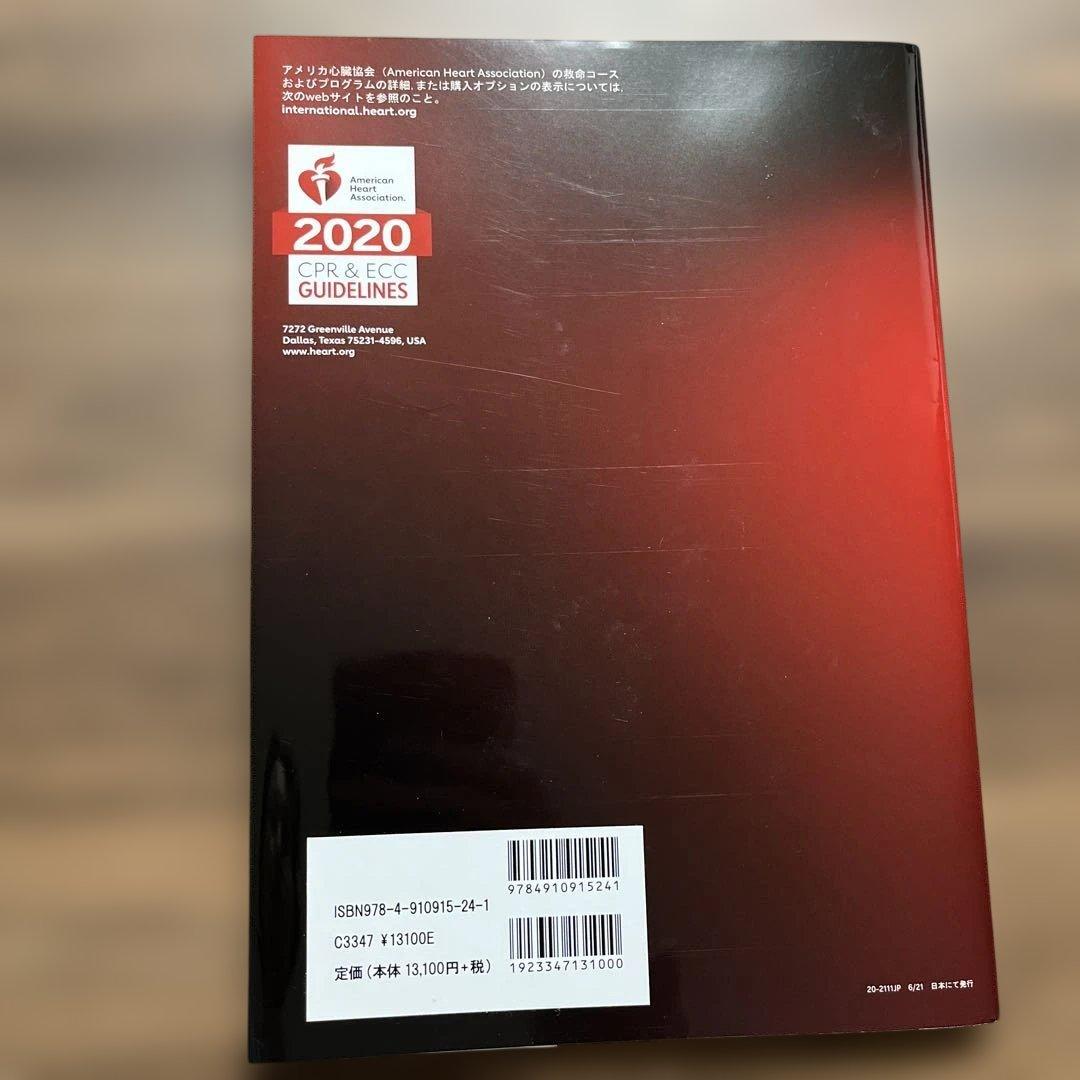 アメリカ心臓協会（American Heart Association）の救命コース
およびプログラムの詳細, または購入オプションの表示については,
次のwebサイトを参照のこと。
international.heart.org
American
Heart
Association.
2020
CPR & ECC
GUIDELINES
7272 Greenville Avenue
Dallas, Texas 75231-4596, USA
www.heart.org
9784910915241
ISBN978-4-910915-24-1
C3347 ¥13100E
定価(本体 13,100円+税)
1923347131000
20-2111JP 6/21 日本にて発行